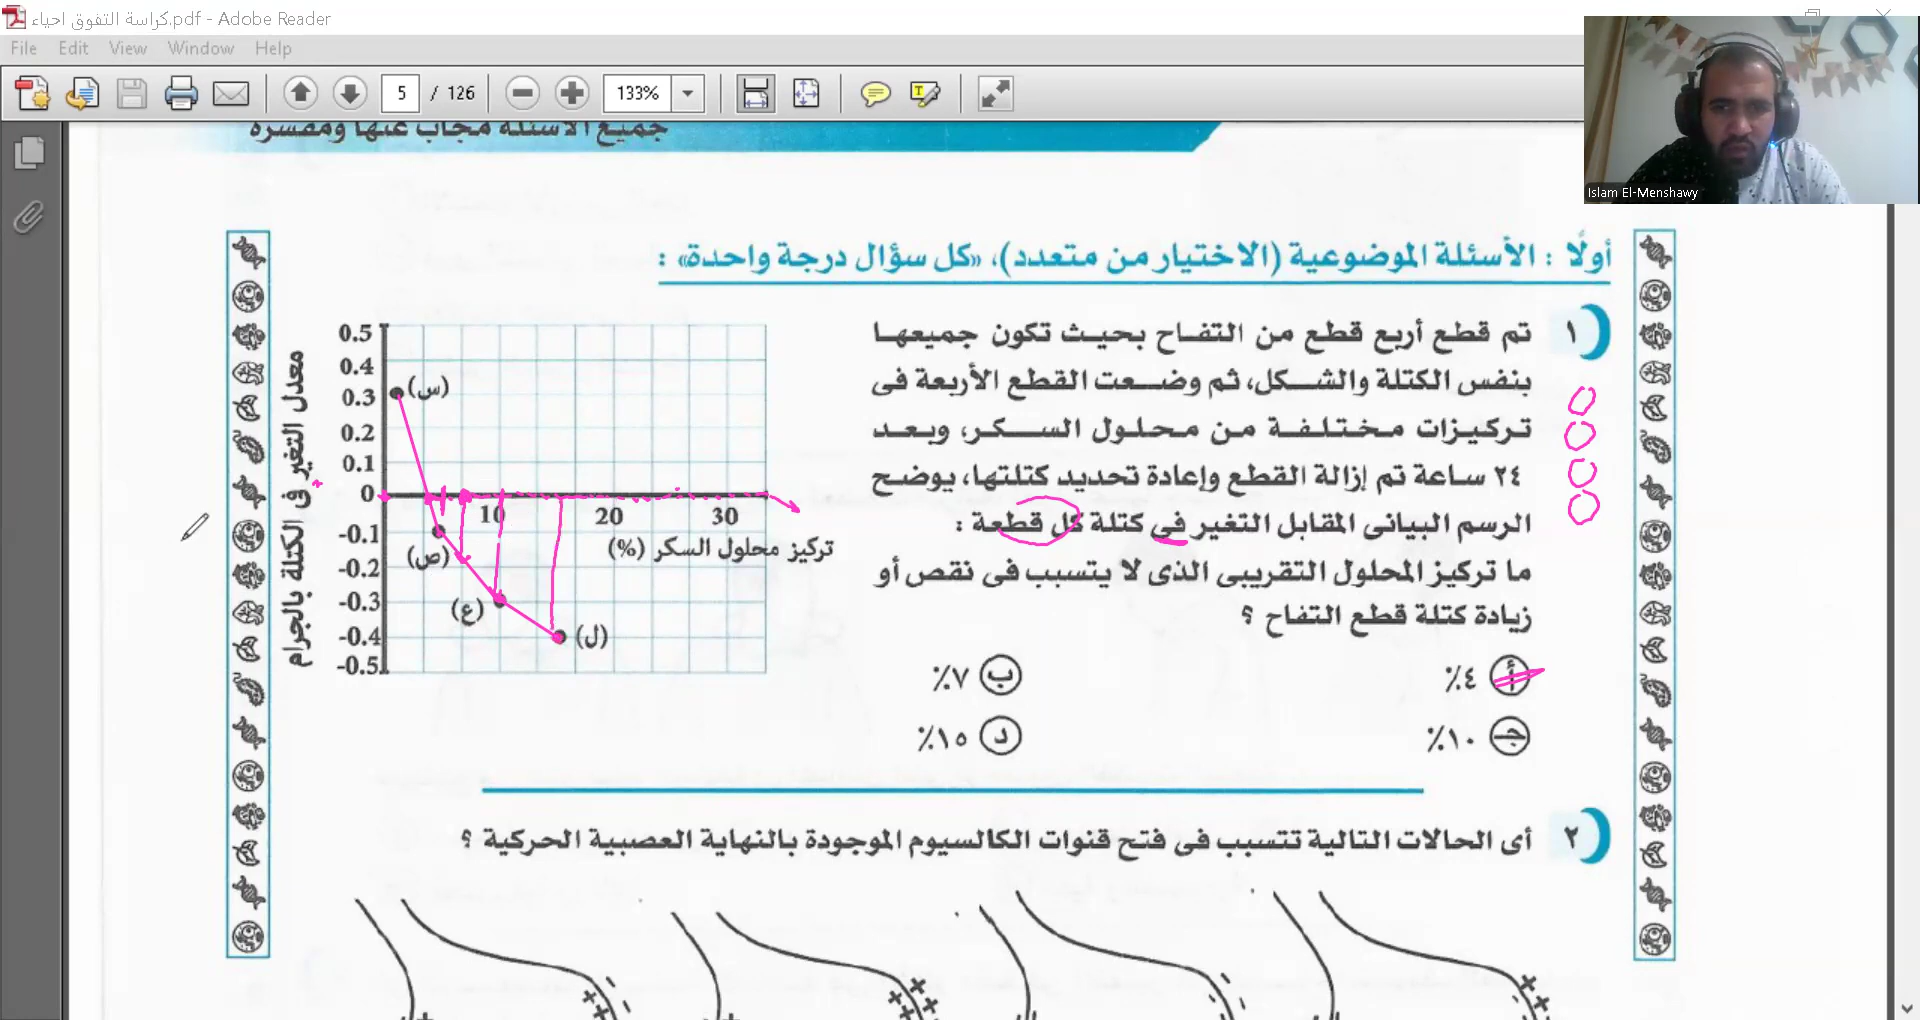 كراسة التفوق احياء.pdf - Adobe Reader
File Edit View Window Help
5 / 126 133%
Islam El-Menshawy
جميع الأسئلة مجاب عنها ومفسرة
أولًا : الأسئلة الموضوعية (الاختيار من متعدد)، «كل سؤال درجة واحدة» :
١ تم قطع أربع قطع من التفاح بحيث تكون جميعها
بنفس الكتلة والشكل، ثم وضعت القطع الأربعة فى
تركيزات مختلفة من محلول السكر، وبعد
٢٤ ساعة تم إزالة القطع وإعادة تحديد كتلتها، يوضح
الرسم البيانى المقابل التغير فى كتلة كل قطعة :
ما تركيز المحلول التقريبى الذى لا يتسبب فى نقص أو
زيادة كتلة قطع التفاح ؟
معدل التغير فى الكتلة بالجرام
0.5
0.4
0.3
0.2
0.1
0
-0.1
-0.2
-0.3
-0.4
-0.5
(س)
(ص)
(ع)
(ل)
10 20 30
تركيز محلول السكر (%)
أ ٤٪ ب ٧٪
جـ ١٠٪ د ١٥٪
٢ أى الحالات التالية تتسبب فى فتح قنوات الكالسيوم الموجودة بالنهاية العصبية الحركية ؟